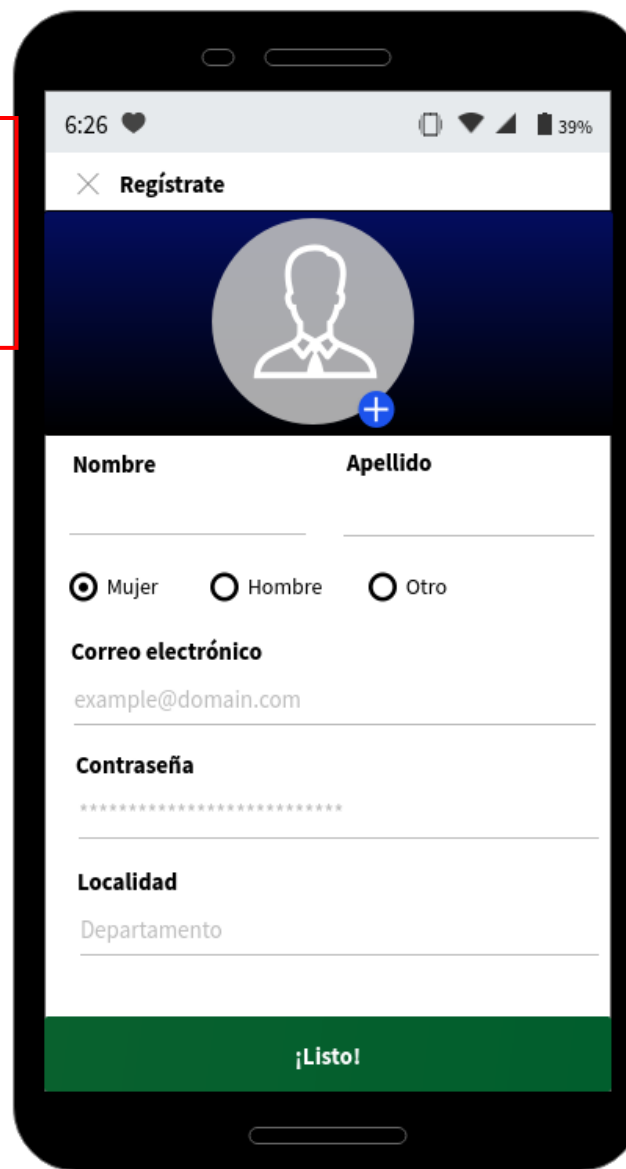 6:26 39%
Regístrate
Nombre Apellido
Mujer Hombre Otro
Correo electrónico
example@domain.com
Contraseña
***************************
Localidad
Departamento
¡Listo!